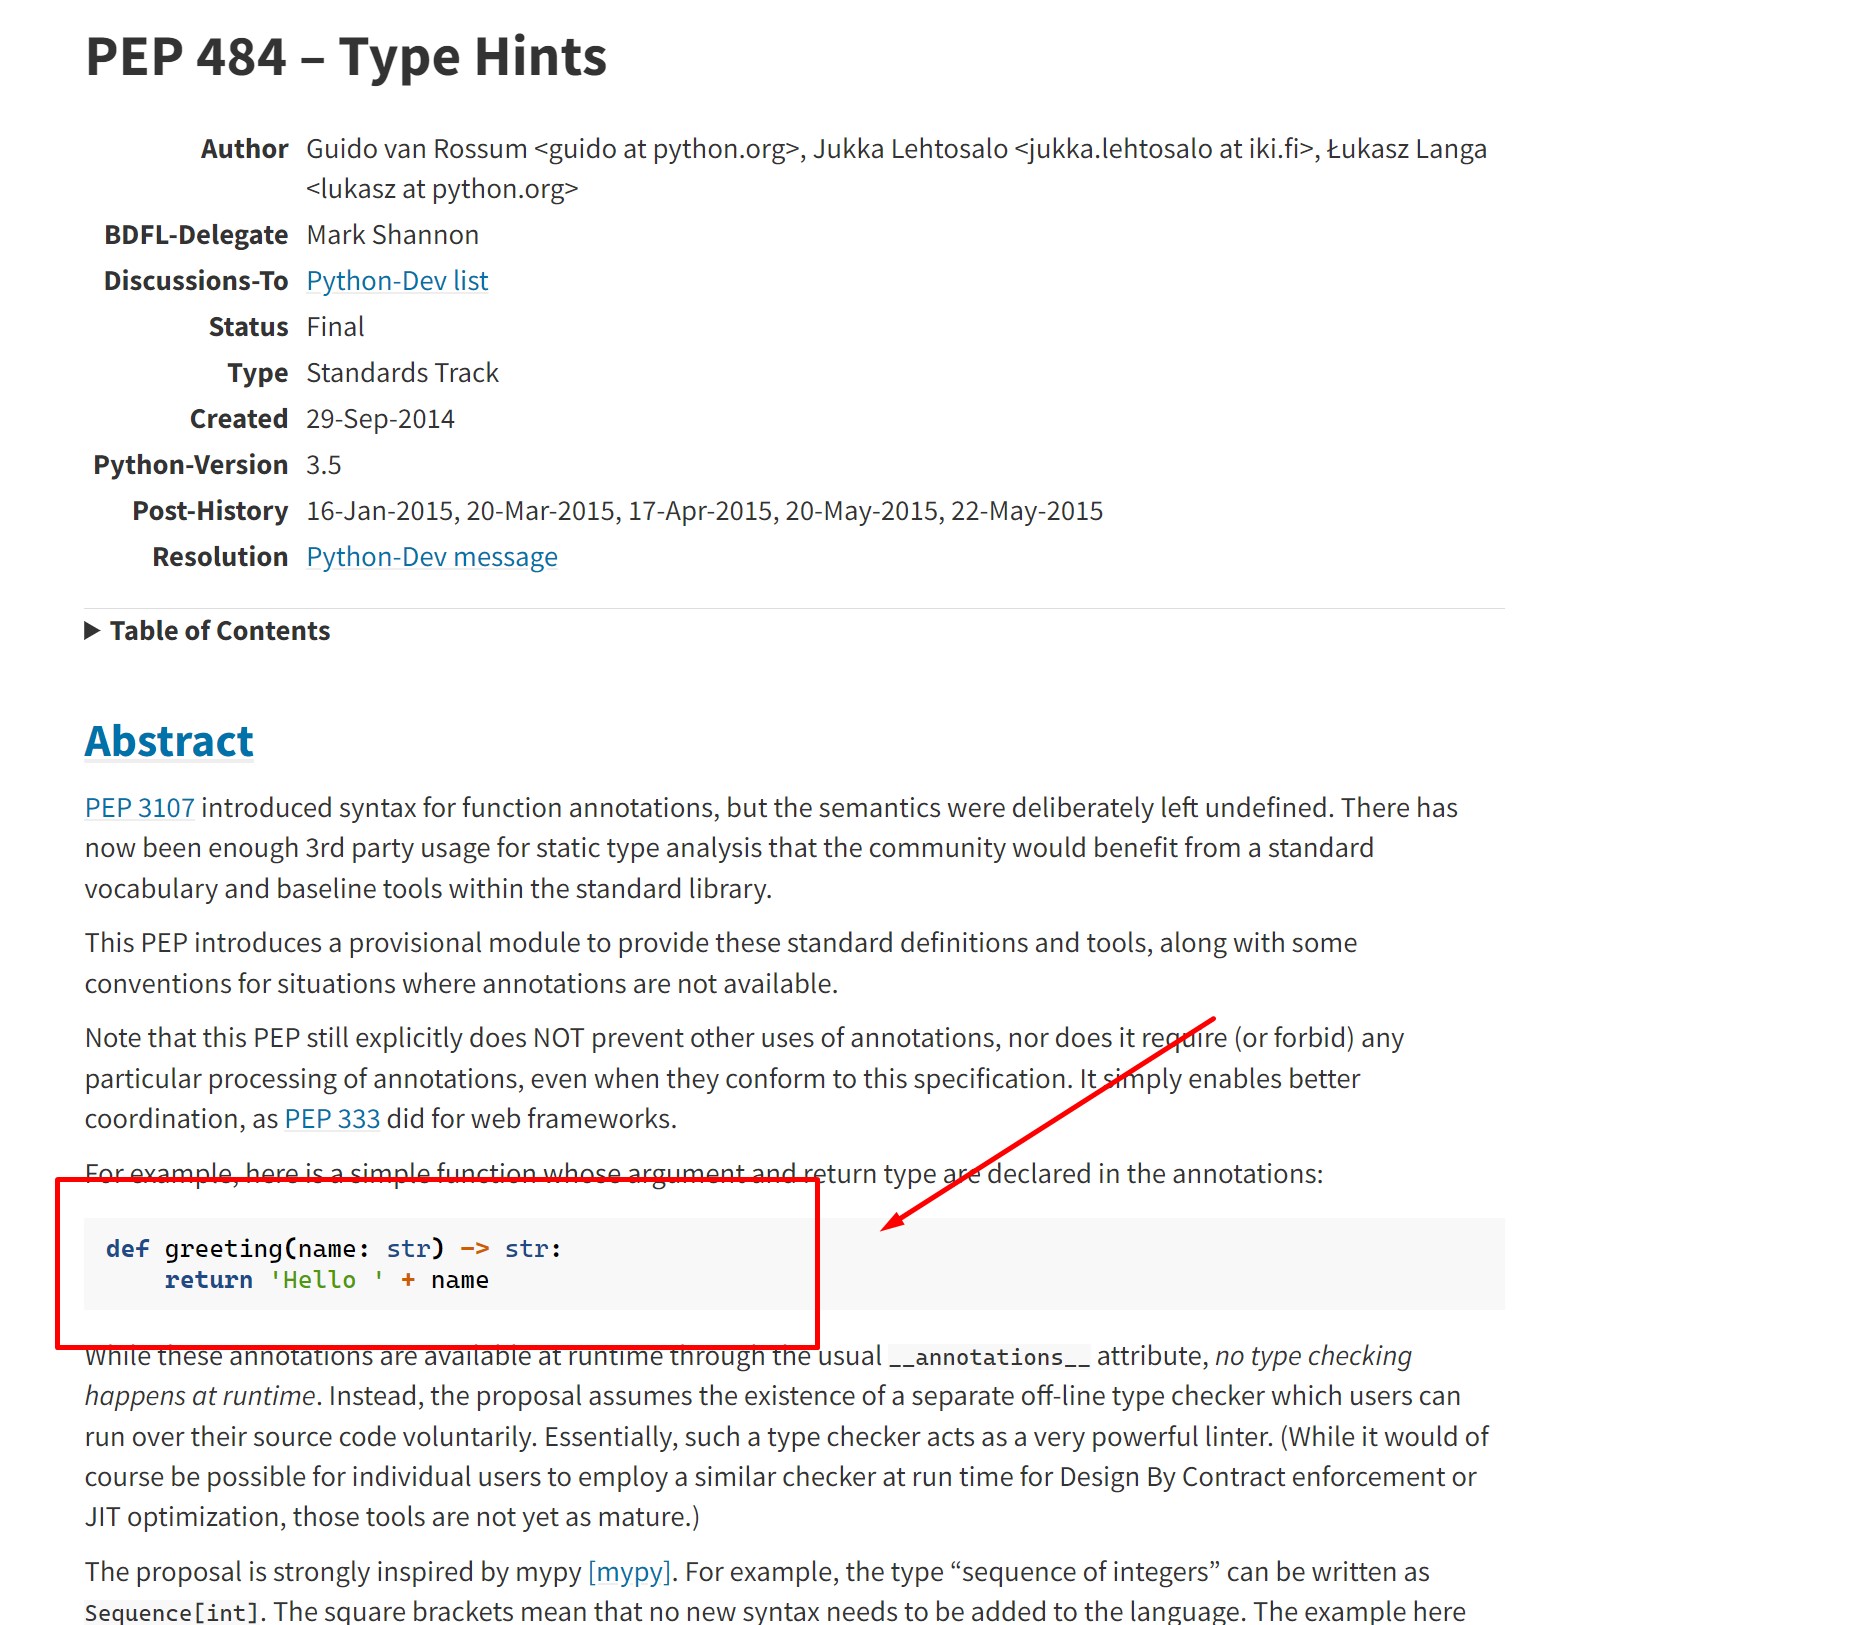 PEP 484 – Type Hints
Author Guido van Rossum <guido at python.org>, Jukka Lehtosalo <jukka.lehtosalo at iki.fi>, Łukasz Langa
<lukasz at python.org>
BDFL-Delegate Mark Shannon
Discussions-To Python-Dev list
Status Final
Type Standards Track
Created 29-Sep-2014
Python-Version 3.5
Post-History 16-Jan-2015, 20-Mar-2015, 17-Apr-2015, 20-May-2015, 22-May-2015
Resolution Python-Dev message
Table of Contents
Abstract
PEP 3107 introduced syntax for function annotations, but the semantics were deliberately left undefined. There has
now been enough 3rd party usage for static type analysis that the community would benefit from a standard
vocabulary and baseline tools within the standard library.
This PEP introduces a provisional module to provide these standard definitions and tools, along with some
conventions for situations where annotations are not available.
Note that this PEP still explicitly does NOT prevent other uses of annotations, nor does it require (or forbid) any
particular processing of annotations, even when they conform to this specification. It simply enables better
coordination, as PEP 333 did for web frameworks.
For example, here is a simple function whose argument and return type are declared in the annotations:
def greeting(name: str) -> str:
    return 'Hello ' + name
While these annotations are available at runtime through the usual __annotations__ attribute, no type checking
happens at runtime. Instead, the proposal assumes the existence of a separate off-line type checker which users can
run over their source code voluntarily. Essentially, such a type checker acts as a very powerful linter. (While it would of
course be possible for individual users to employ a similar checker at run time for Design By Contract enforcement or
JIT optimization, those tools are not yet as mature.)
The proposal is strongly inspired by mypy [mypy]. For example, the type “sequence of integers” can be written as
Sequence[int]. The square brackets mean that no new syntax needs to be added to the language. The example here